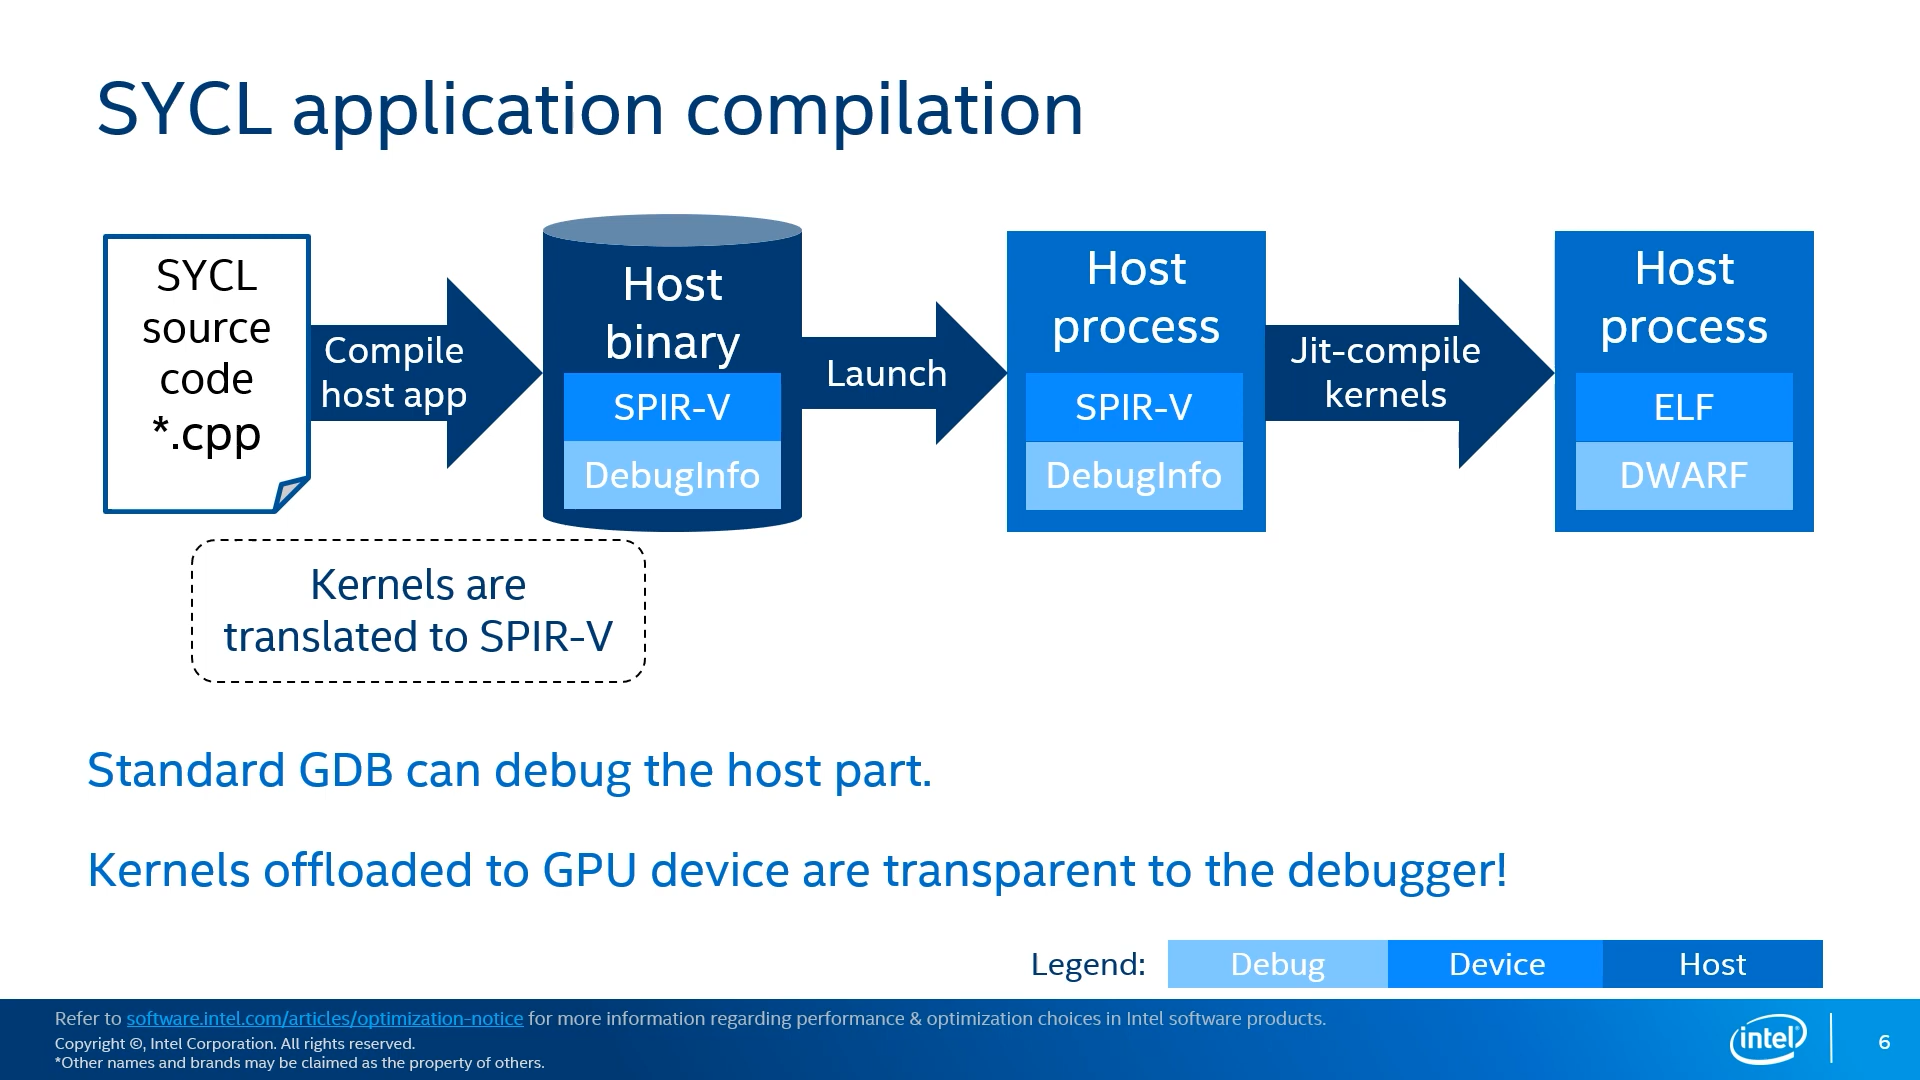 SYCL application compilation
SYCL
source
code
*.cpp
Compile
host app
Host
binary
SPIR-V
DebugInfo
Launch
Host
process
SPIR-V
DebugInfo
Jit-compile
kernels
Host
process
ELF
DWARF
Kernels are
translated to SPIR-V
Standard GDB can debug the host part.
Kernels offloaded to GPU device are transparent to the debugger!
Legend:
Debug
Device
Host
Refer to software.intel.com/articles/optimization-notice for more information regarding performance & optimization choices in Intel software products.
Copyright ©, Intel Corporation. All rights reserved.
*Other names and brands may be claimed as the property of others.
intel®
6